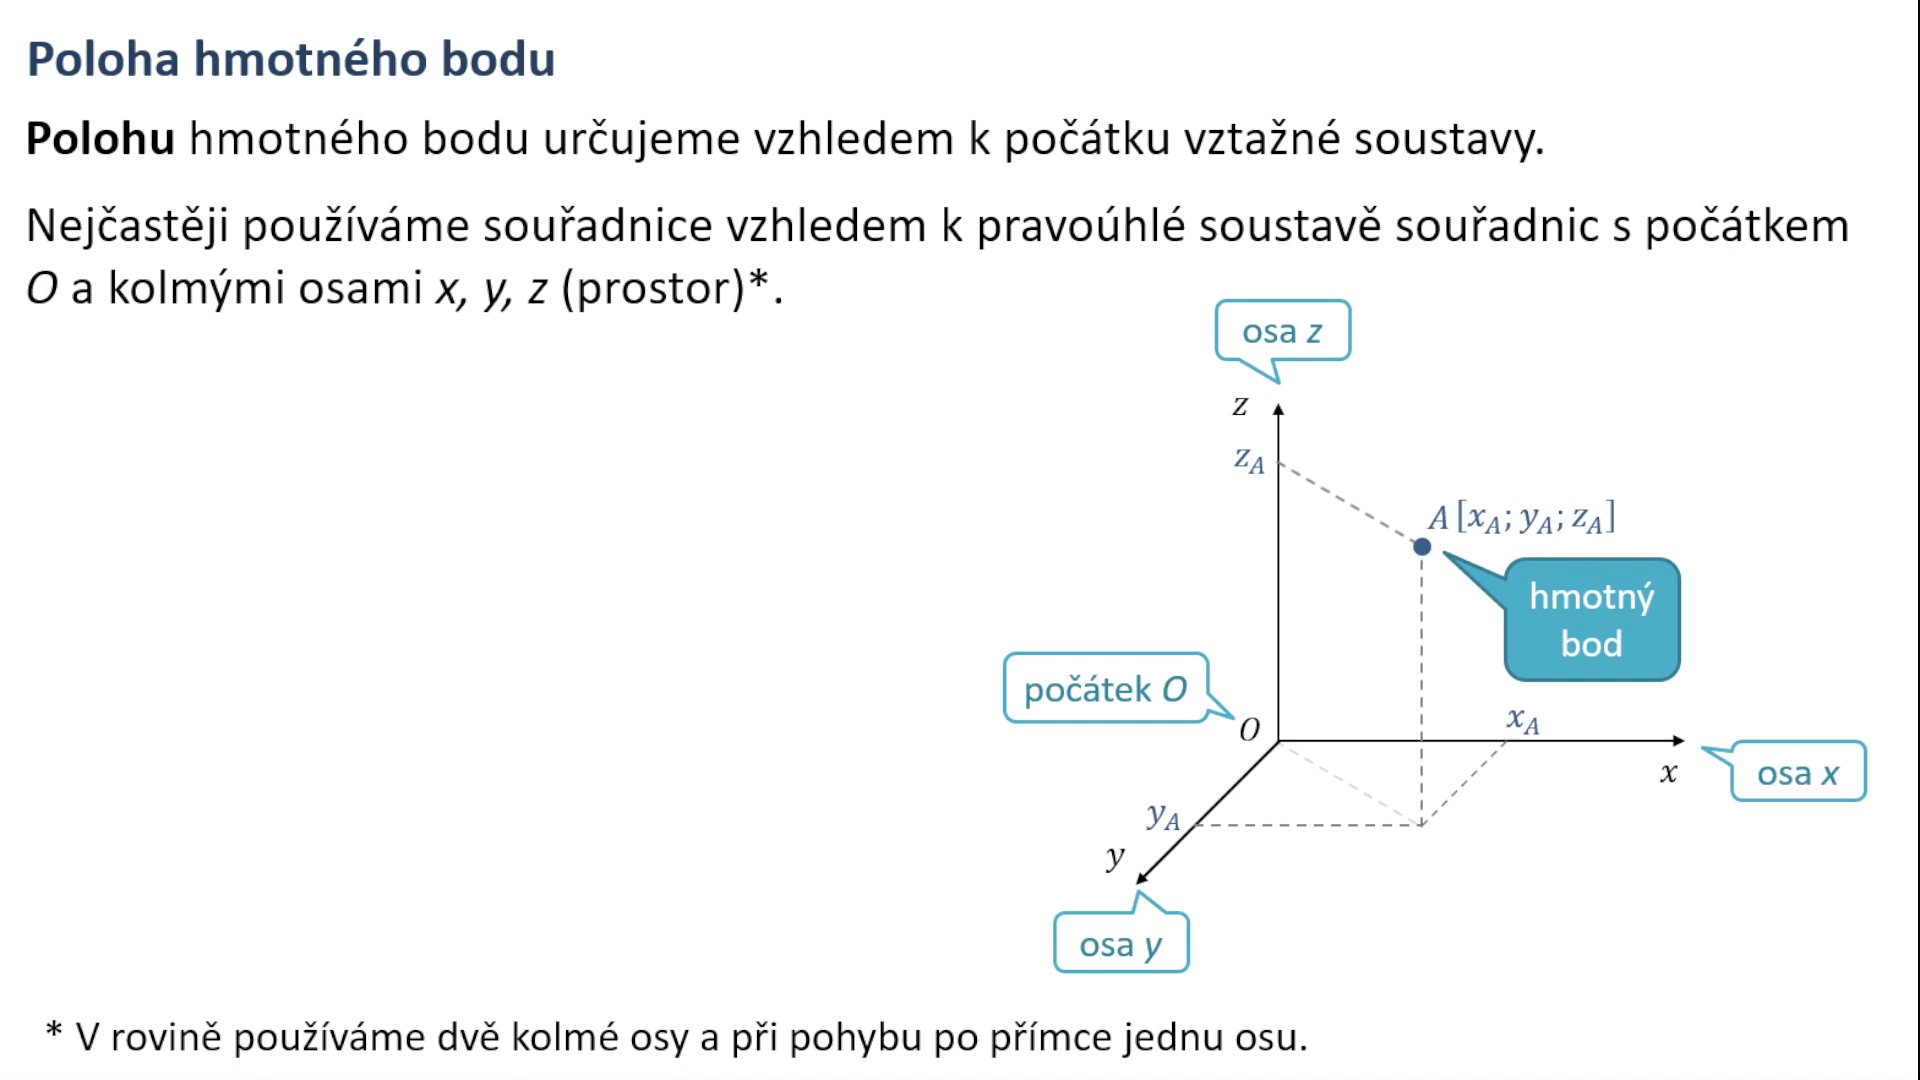 Poloha hmotného bodu
Polohu hmotného bodu určujeme vzhledem k počátku vztažné soustavy.
Nejčastěji používáme souřadnice vzhledem k pravoúhlé soustavě souřadnic s počátkem
O a kolmými osami x, y, z (prostor)*.
osa z
z
z_A
A [x_A; y_A; z_A]
hmotný
bod
počátek O
O
x_A
x
osa x
y_A
y
osa y
* V rovině používáme dvě kolmé osy a při pohybu po přímce jednu osu.